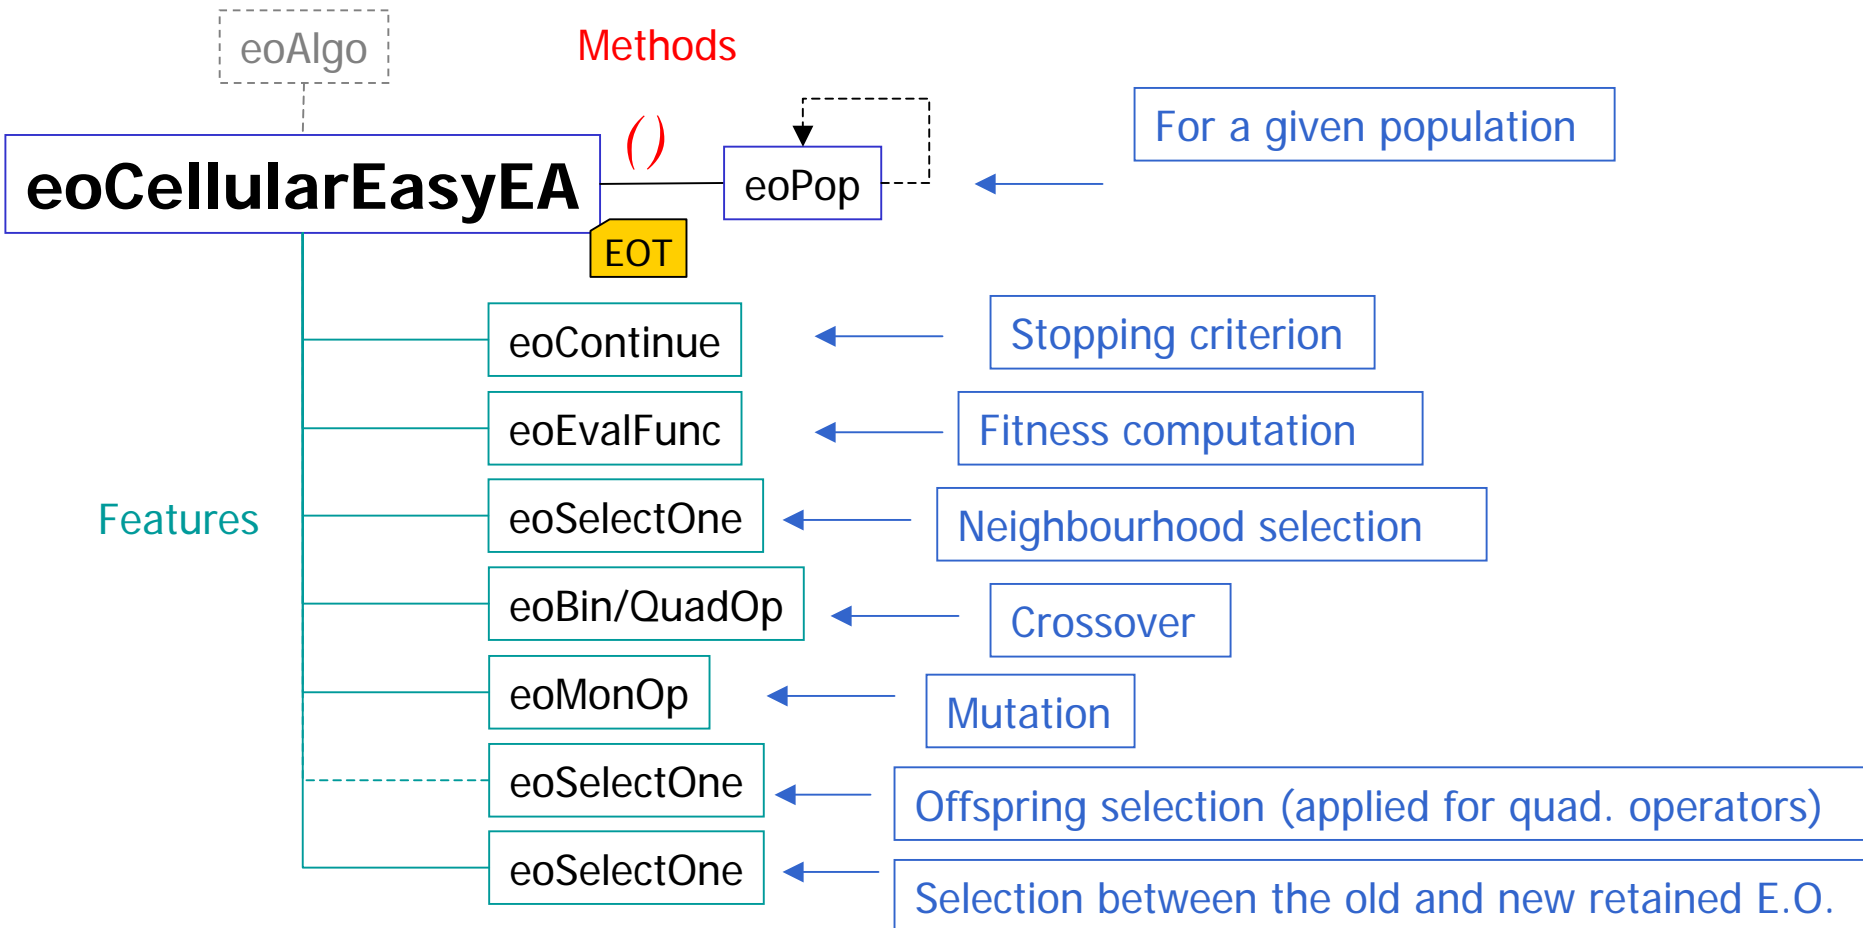 eoAlgo
Methods
For a given population
eoCellularEasyEA
()
eoPop
EOT
eoContinue
Stopping criterion
eoEvalFunc
Fitness computation
Features
eoSelectOne
Neighbourhood selection
eoBin/QuadOp
Crossover
eoMonOp
Mutation
eoSelectOne
Offspring selection (applied for quad. operators)
eoSelectOne
Selection between the old and new retained E.O.